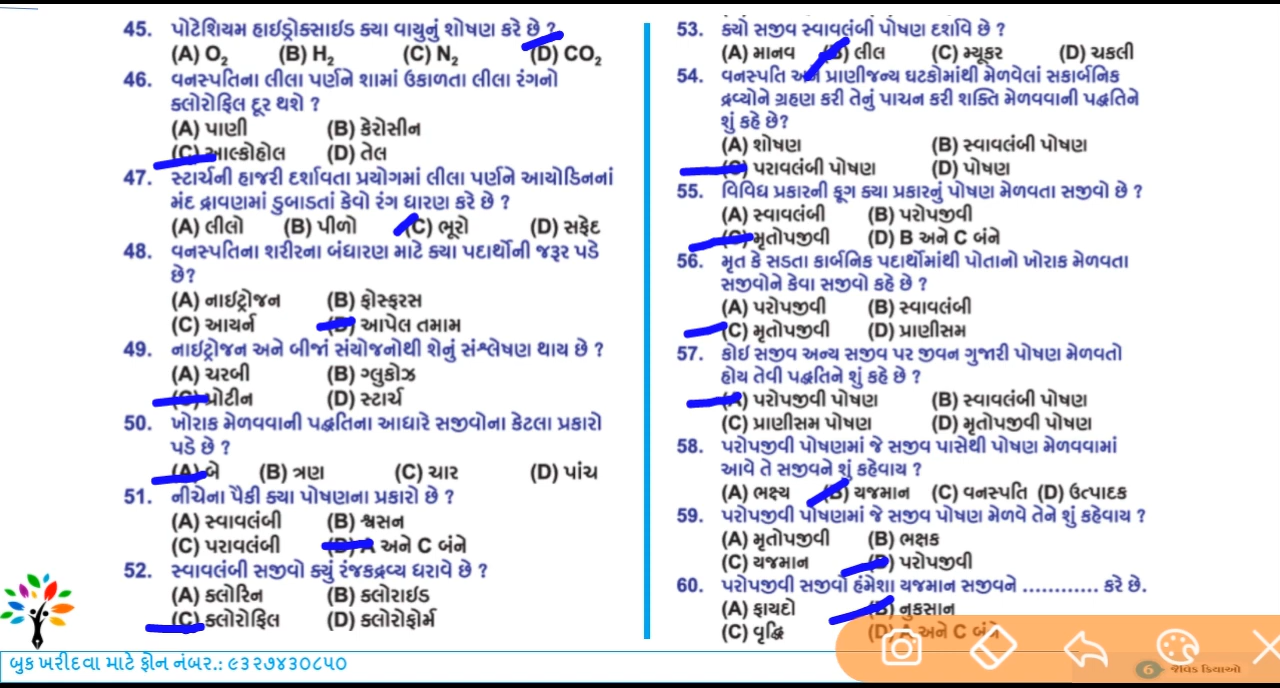 45. પોટેશિયમ હાઇડ્રોક્સાઇડ ક્યા વાયુનું શોષણ કરે છે ?
(A) O₂ (B) H₂ (C) N₂ (D) CO₂
46. વનસ્પતિના લીલા પર્ણને શામાં ઉકાળતા લીલા રંગનો
ક્લોરોફિલ દૂર થશે ?
(A) પાણી (B) કેરોસીન
(C) આલ્કોહોલ (D) તેલ
47. સ્ટાર્ચની હાજરી દર્શાવતા પ્રયોગમાં લીલા પર્ણને આયોડિનનાં
મંદ દ્રાવણમાં ડુબાડતાં કેવો રંગ ધારણ કરે છે ?
(A) લીલો (B) પીળો (C) ભૂરો (D) સફેદ
48. વનસ્પતિના શરીરના બંધારણ માટે ક્યા પદાર્થોની જરૂર પડે
છે?
(A) નાઇટ્રોજન (B) ફોસ્ફરસ
(C) આયર્ન (D) આપેલ તમામ
49. નાઇટ્રોજન અને બીજાં સંયોજનોથી શેનું સંશ્લેષણ થાય છે ?
(A) ચરબી (B) ગ્લુકોઝ
(C) પ્રોટીન (D) સ્ટાર્ચ
50. ખોરાક મેળવવાની પદ્ધતિના આધારે સજીવોના કેટલા પ્રકારો
પડે છે ?
(A) બે (B) ત્રણ (C) ચાર (D) પાંચ
51. નીચેના પૈકી ક્યા પોષણના પ્રકારો છે ?
(A) સ્વાવલંબી (B) શ્વસન
(C) પરાવલંબી (D) A અને C બંને
52. સ્વાવલંબી સજીવો ક્યું રંજકદ્રવ્ય ધરાવે છે ?
(A) ક્લોરિન (B) ક્લોરાઈડ
(C) ક્લોરોફિલ (D) ક્લોરોફોર્મ
53. ક્યો સજીવ સ્વાવલંબી પોષણ દર્શાવે છે ?
(A) માનવ (B) લીલ (C) મ્યૂકર (D) ચકલી
54. વનસ્પતિ અને પ્રાણીજન્ય ઘટકોમાંથી મેળવેલાં સકાર્બનિક
દ્રવ્યોને ગ્રહણ કરી તેનું પાચન કરી શક્તિ મેળવવાની પદ્ધતિને
શું કહે છે?
(A) શોષણ (B) સ્વાવલંબી પોષણ
(C) પરાવલંબી પોષણ (D) પોષણ
55. વિવિધ પ્રકારની ફૂગ ક્યા પ્રકારનું પોષણ મેળવતા સજીવો છે ?
(A) સ્વાવલંબી (B) પરોપજીવી
(C) મૃતોપજીવી (D) B અને C બંને
56. મૃત કે સડતા કાર્બનિક પદાર્થોમાંથી પોતાનો ખોરાક મેળવતા
સજીવોને કેવા સજીવો કહે છે ?
(A) પરોપજીવી (B) સ્વાવલંબી
(C) મૃતોપજીવી (D) પ્રાણીસમ
57. કોઈ સજીવ અન્ય સજીવ પર જીવન ગુજારી પોષણ મેળવતો
હોય તેવી પદ્ધતિને શું કહે છે ?
(A) પરોપજીવી પોષણ (B) સ્વાવલંબી પોષણ
(C) પ્રાણીસમ પોષણ (D) મૃતોપજીવી પોષણ
58. પરોપજીવી પોષણમાં જે સજીવ પાસેથી પોષણ મેળવવામાં
આવે તે સજીવને શું કહેવાય ?
(A) ભક્ષ્ય (B) યજમાન (C) વનસ્પતિ (D) ઉત્પાદક
59. પરોપજીવી પોષણમાં જે સજીવ પોષણ મેળવે તેને શું કહેવાય ?
(A) મૃતોપજીવી (B) ભક્ષક
(C) યજમાન (D) પરોપજીવી
60. પરોપજીવી સજીવો હંમેશા યજમાન સજીવને ............ કરે છે.
(A) ફાયદો (B) નુકસાન
(C) વૃદ્ધિ (D) A અને C બંને
બુક ખરીદવા માટે ફોન નંબર.: ૯૩૨૭૪૩૦૮૫૦
6 જૈવિક ક્રિયાઓ